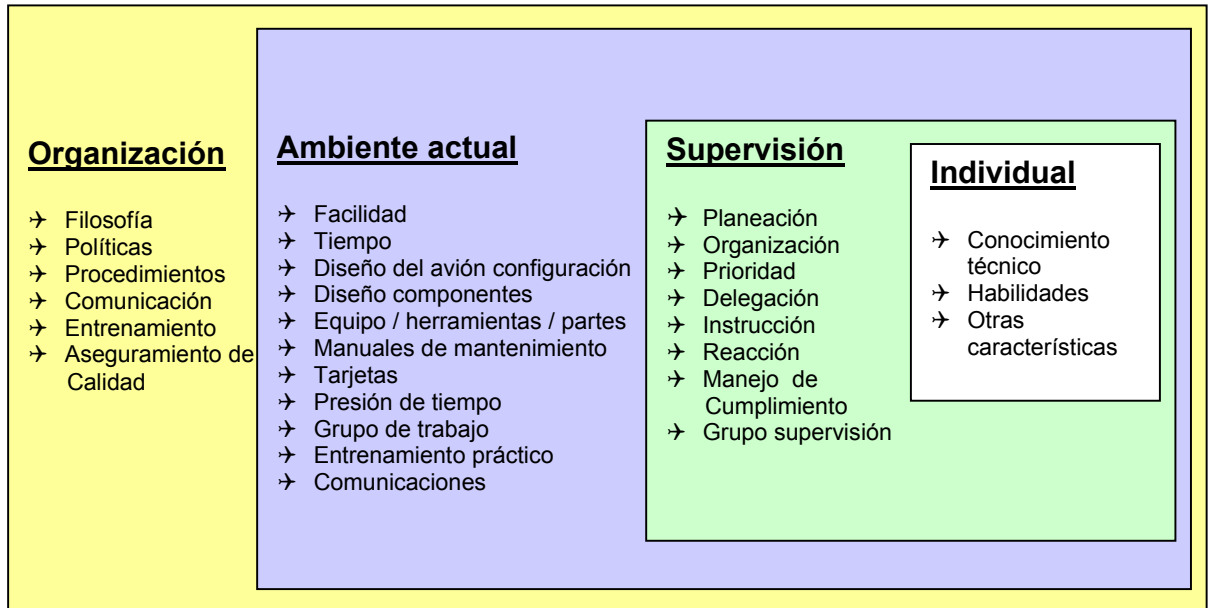 Organización
✈ Filosofía
✈ Políticas
✈ Procedimientos
✈ Comunicación
✈ Entrenamiento
✈ Aseguramiento de
Calidad
Ambiente actual
✈ Facilidad
✈ Tiempo
✈ Diseño del avión configuración
✈ Diseño componentes
✈ Equipo / herramientas / partes
✈ Manuales de mantenimiento
✈ Tarjetas
✈ Presión de tiempo
✈ Grupo de trabajo
✈ Entrenamiento práctico
✈ Comunicaciones
Supervisión
✈ Planeación
✈ Organización
✈ Prioridad
✈ Delegación
✈ Instrucción
✈ Reacción
✈ Manejo de
Cumplimiento
✈ Grupo supervisión
Individual
✈ Conocimiento
técnico
✈ Habilidades
✈ Otras
características